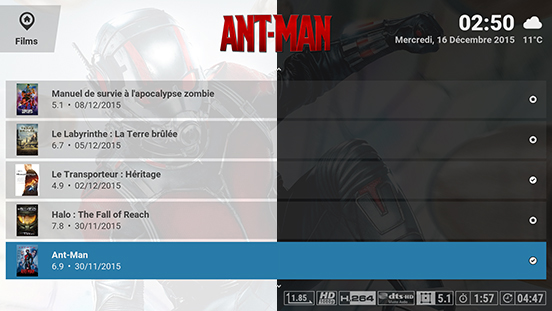 Films
ANT-MAN
02:50
Mercredi, 16 Décembre 2015 11°C
Manuel de survie à l'apocalypse zombie
5.1 • 08/12/2015
Le Labyrinthe : La Terre brûlée
6.7 • 05/12/2015
Le Transporteur : Héritage
4.9 • 02/12/2015
Halo : The Fall of Reach
7.8 • 30/11/2015
Ant-Man
6.9 • 30/11/2015
1.85 HD H.264 dts-HD 5.1 1:57 04:47